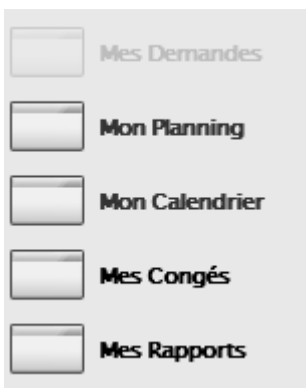 Mes Demandes
Mon Planning
Mon Calendrier
Mes Congés
Mes Rapports